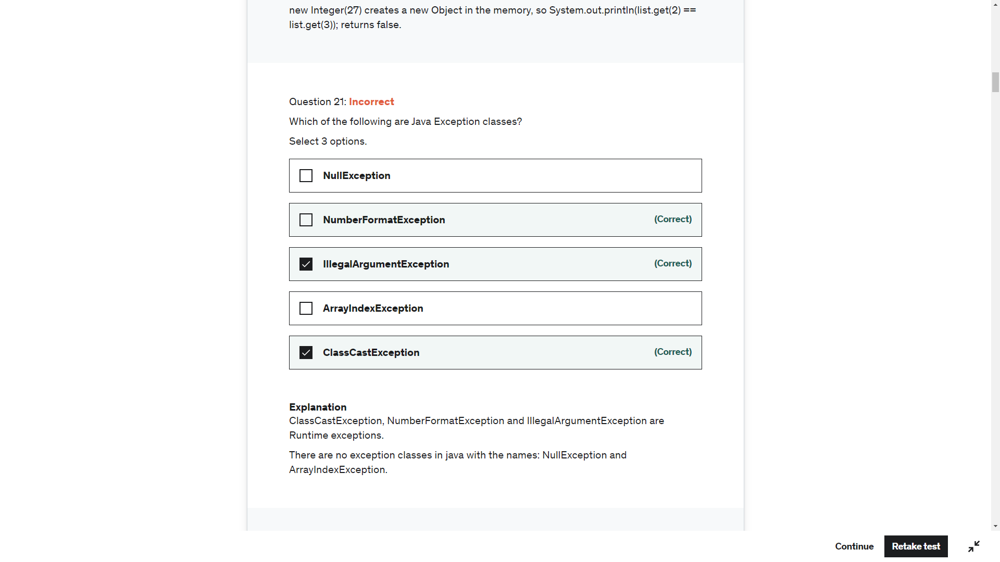 new Integer(27) creates a new Object in the memory, so System.out.println(list.get(2) ==
list.get(3)); returns false.
Question 21: Incorrect
Which of the following are Java Exception classes?
Select 3 options.
NullException
NumberFormatException (Correct)
IllegalArgumentException (Correct)
ArrayIndexException
ClassCastException (Correct)
Explanation
ClassCastException, NumberFormatException and IllegalArgumentException are
Runtime exceptions.
There are no exception classes in java with the names: NullException and
ArrayIndexException.
Continue Retake test